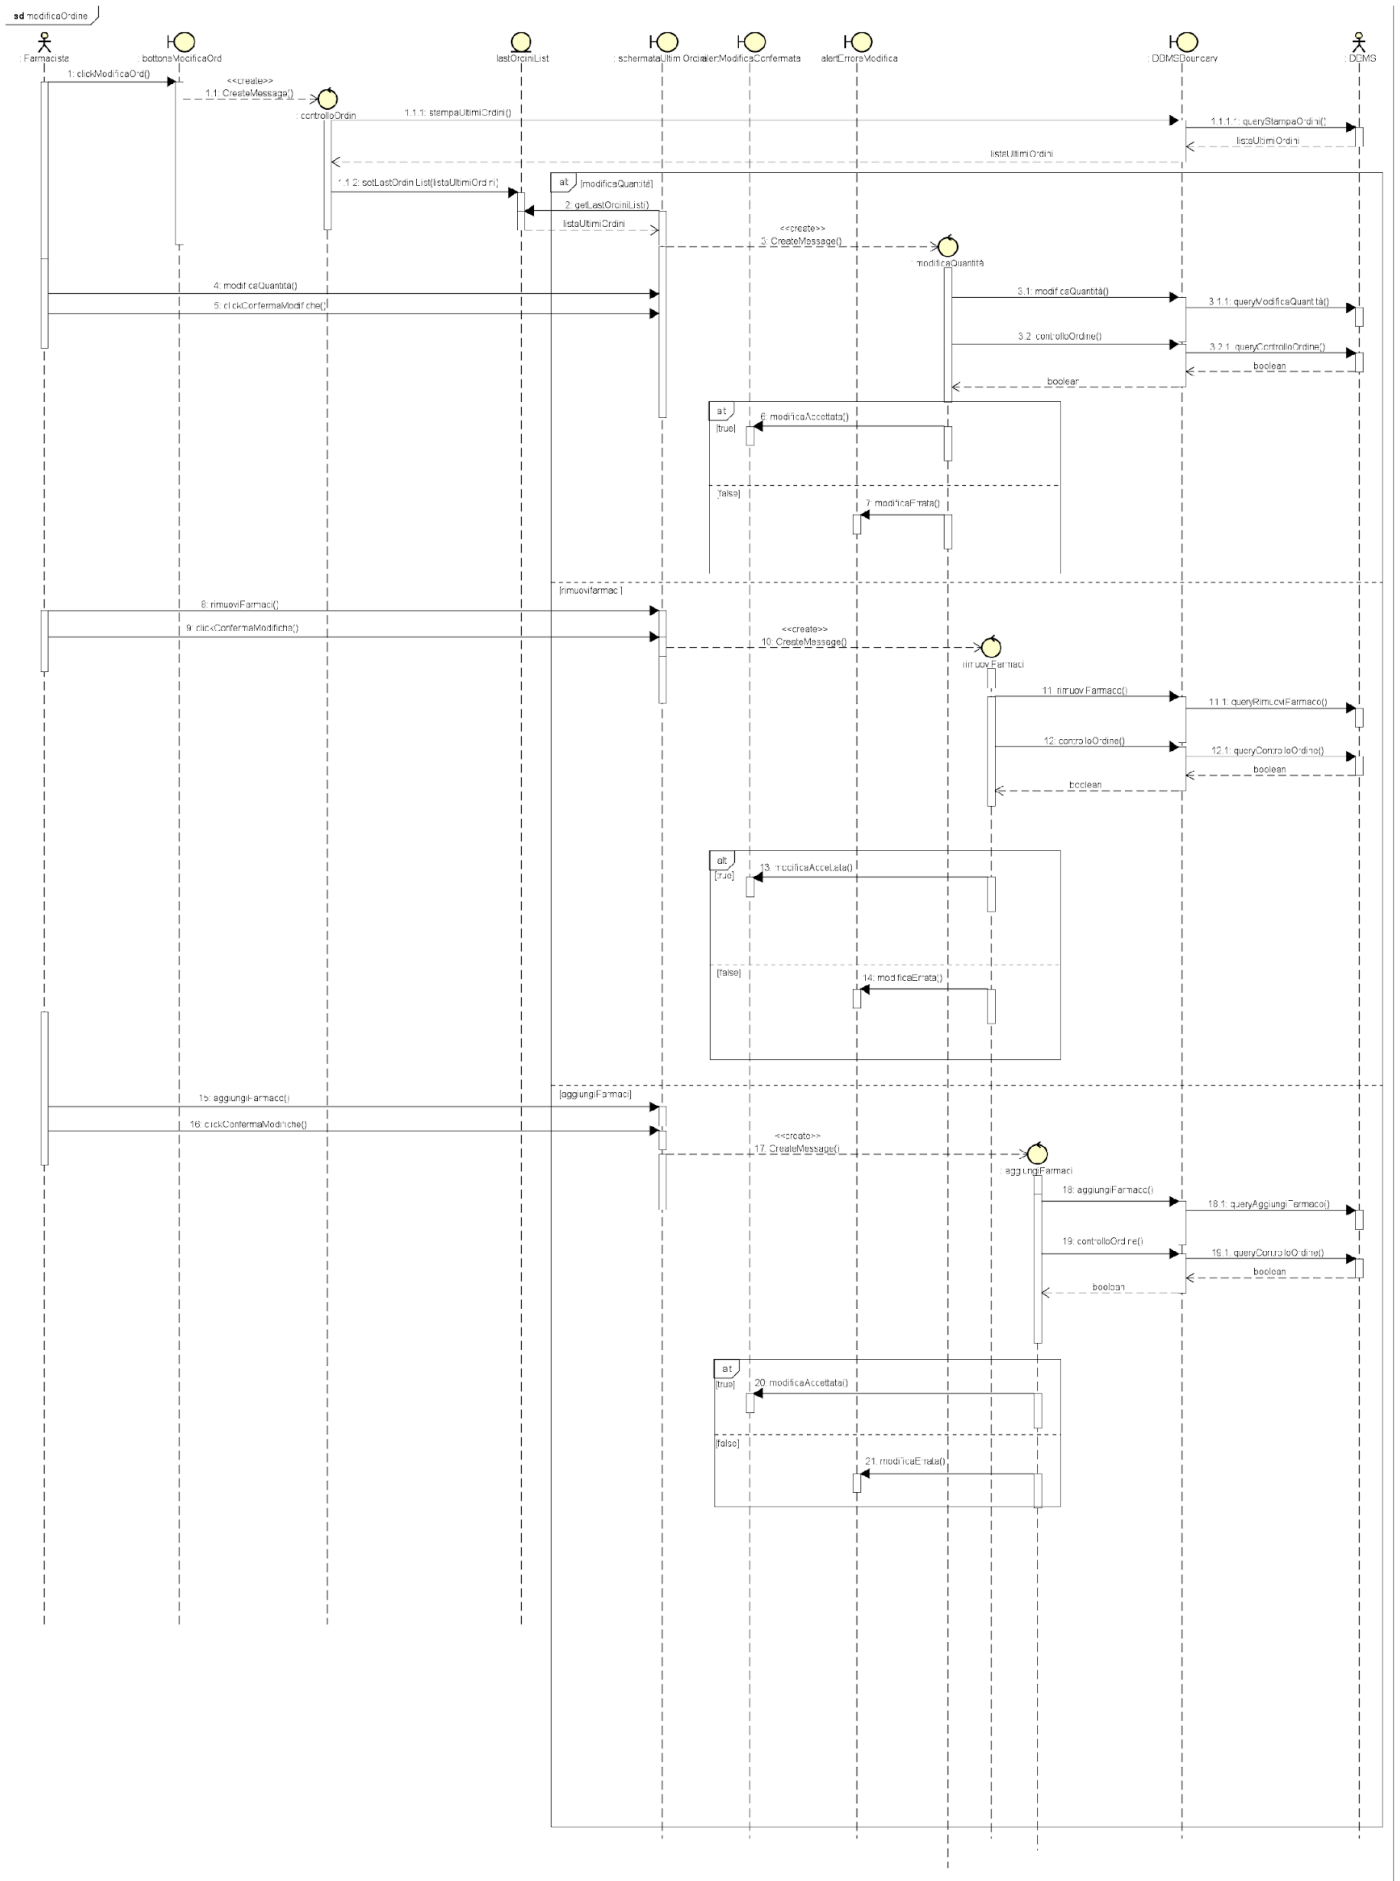 sd modificaOrdine
: Farmacista
: bottoneModificaOrd
lastOrdiniList
: schermataUltimiOrdini
alertModificaConfermata
alertErroreModifica
: DBMSBoundary
: DBMS
1: clickModificaOrd()
<<create>>
1.1: CreateMessage()
: controlloOrdin
1.1.1: stampaUltimiOrdini()
1.1.1.1: queryStampaOrdini()
listaUltimiOrdini
listaUltimiOrdini
1.1.2: setLastOrdiniList(listaUltimiOrdini)
alt
[modificaQuantità]
2: getLastOrdiniList()
listaUltimiOrdini
<<create>>
3: CreateMessage()
: modificaQuantità
4: modificaQuantità()
3.1: modificaQuantità()
5: clickConfermaModifiche()
3.1.1: queryModificaQuantità()
3.2: controlloOrdine()
3.2.1: queryControlloOrdine()
boolean
boolean
alt
[true]
6: modificaAccettata()
[false]
7: modificaErrata()
[rimuovifarmaci]
8: rimuoviFarmaci()
9: clickConfermaModifiche()
<<create>>
10: CreateMessage()
rimuoviFarmaci
11: rimuoviFarmaco()
11.1: queryRimuoviFarmaco()
12: controlloOrdine()
12.1: queryControlloOrdine()
boolean
boolean
alt
[true]
13: modificaAccettata()
[false]
14: modificaErrata()
[aggiungiFarmaci]
15: aggiungiFarmaco()
16: clickConfermaModifiche()
<<create>>
17: CreateMessage()
: aggiungiFarmaci
18: aggiungiFarmaco()
18.1: queryAggiungiFarmaco()
19: controlloOrdine()
19.1: queryControlloOrdine()
boolean
boolean
alt
[true]
20: modificaAccettata()
[false]
21: modificaErrata()